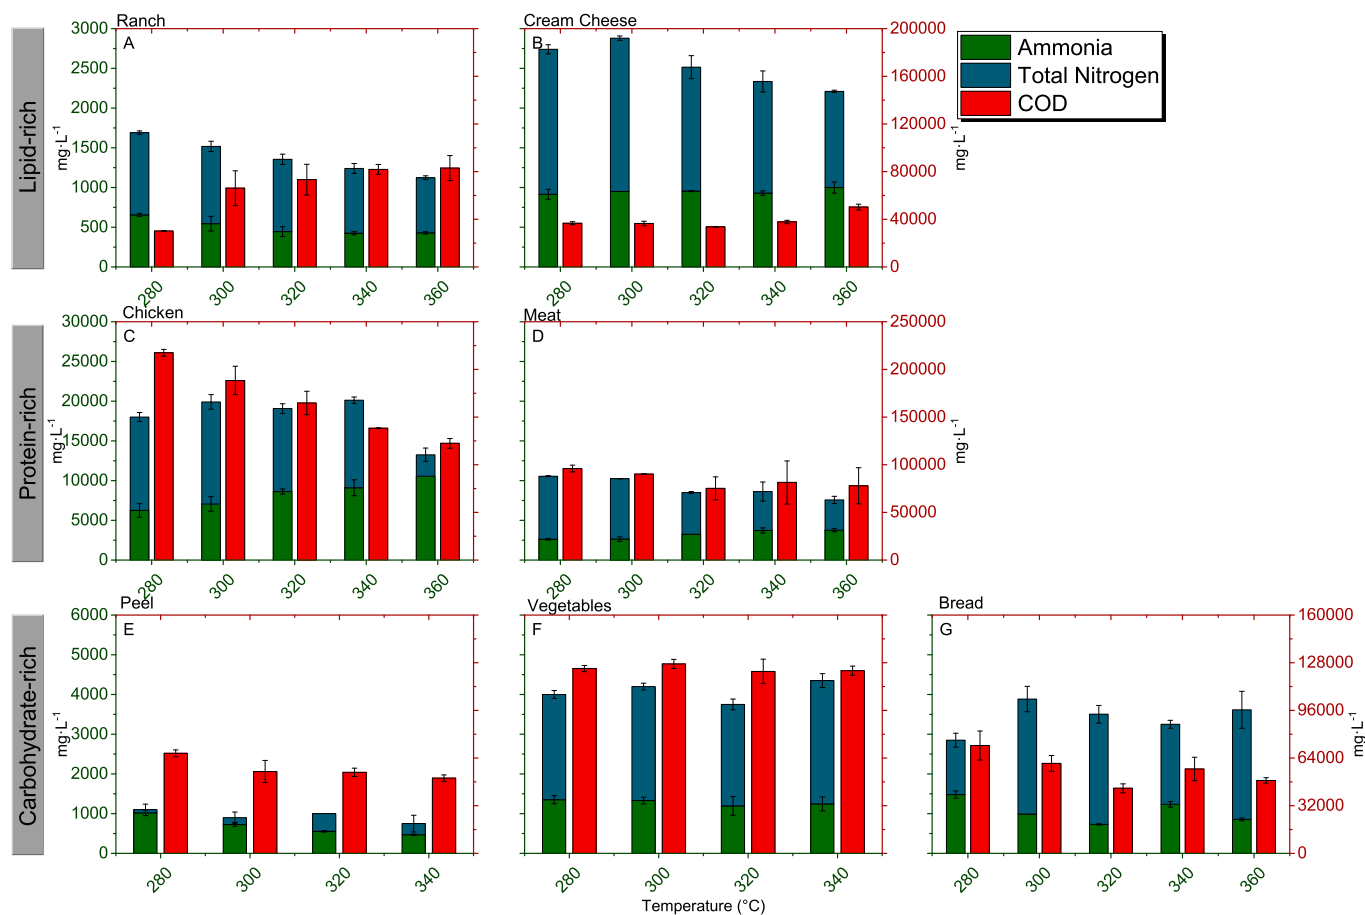 Ranch
Cream Cheese
Ammonia
Total Nitrogen
COD
Lipid-rich
mg·L⁻¹
3000
2500
2000
1500
1000
500
0
A
B
200000
160000
120000
80000
40000
0
mg·L⁻¹
280 300 320 340 360
280 300 320 340 360
Chicken
Meat
Protein-rich
mg·L⁻¹
30000
25000
20000
15000
10000
5000
0
C
D
250000
200000
150000
100000
50000
0
mg·L⁻¹
280 300 320 340 360
280 300 320 340 360
Peel
Vegetables
Bread
Carbohydrate-rich
mg·L⁻¹
6000
5000
4000
3000
2000
1000
0
E
F
G
160000
128000
96000
64000
32000
0
mg·L⁻¹
280 300 320 340
280 300 320 340
280 300 320 340 360
Temperature (°C)